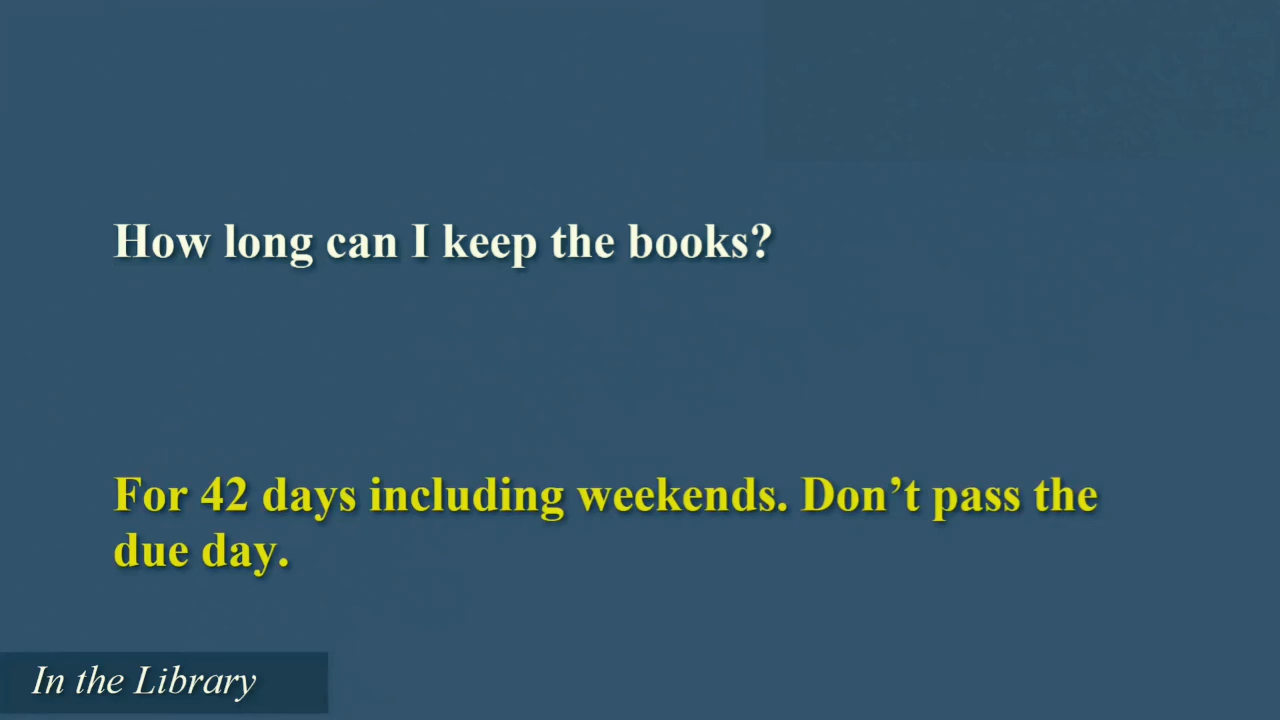 How long can I keep the books?
For 42 days including weekends. Don’t pass the
due day.
In the Library